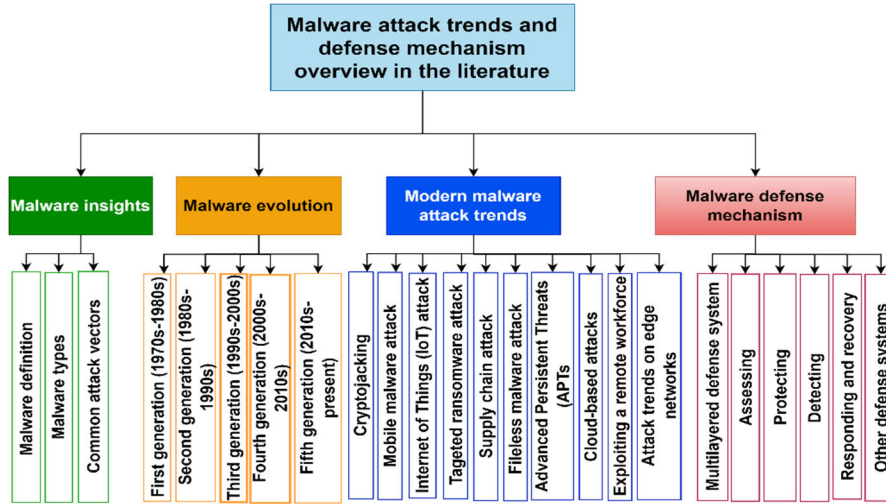 Malware attack trends and
defense mechanism
overview in the literature
Malware insights
Malware evolution
Modern malware
attack trends
Malware defense
mechanism
Malware definition
Malware types
Common attack vectors
First generation (1970s-1980s)
Second generation (1980s-
1990s)
Third generation (1990s-2000s)
Fourth generation (2000s-
2010s)
Fifth generation (2010s-
present)
Cryptojacking
Mobile malware attack
Internet of Things (IoT) attack
Tageted ransomware attack
Supply chain attack
Fileless malware attack
Advanced Persistent Threats
(APTs
Cloud-based attacks
Exploiting a remote workforce
Attack trends on edge
networks
Multilayered defense system
Assessing
Protecting
Detecting
Responding and recovery
Other defense systems